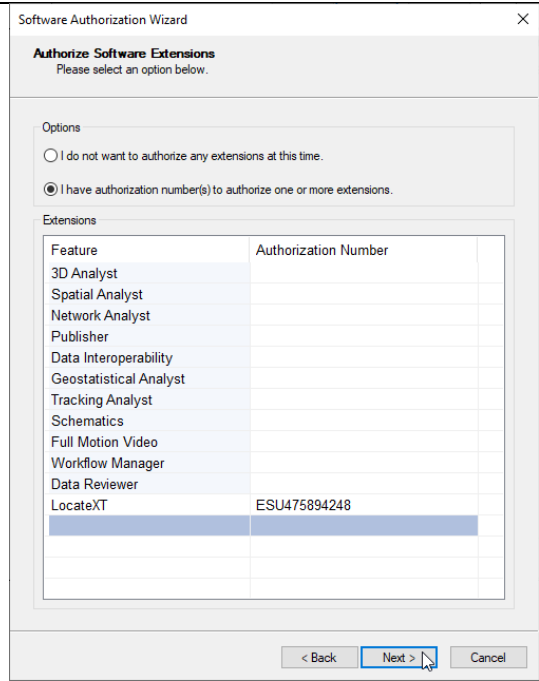 Software Authorization Wizard
Authorize Software Extensions
Please select an option below.
Options
I do not want to authorize any extensions at this time.
I have authorization number(s) to authorize one or more extensions.
Extensions
Feature Authorization Number
3D Analyst
Spatial Analyst
Network Analyst
Publisher
Data Interoperability
Geostatistical Analyst
Tracking Analyst
Schematics
Full Motion Video
Workflow Manager
Data Reviewer
LocateXT ESU475894248
< Back Next > Cancel